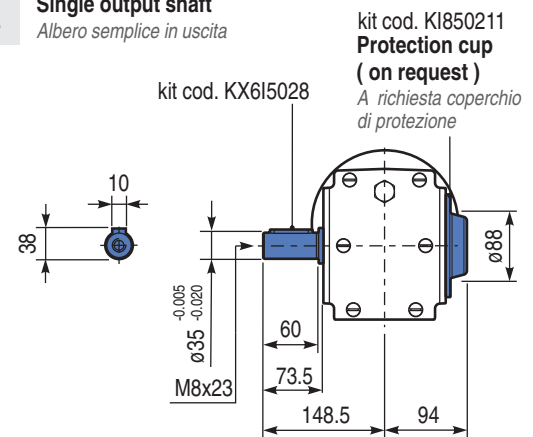 Single output shaft
Albero semplice in uscita
kit cod. KI850211
Protection cup
( on request )
A richiesta coperchio
di protezione
kit cod. KX6I5028
10
38
ø88
ø35 -0.005
-0.020
60
M8x23
73.5
148.5
94